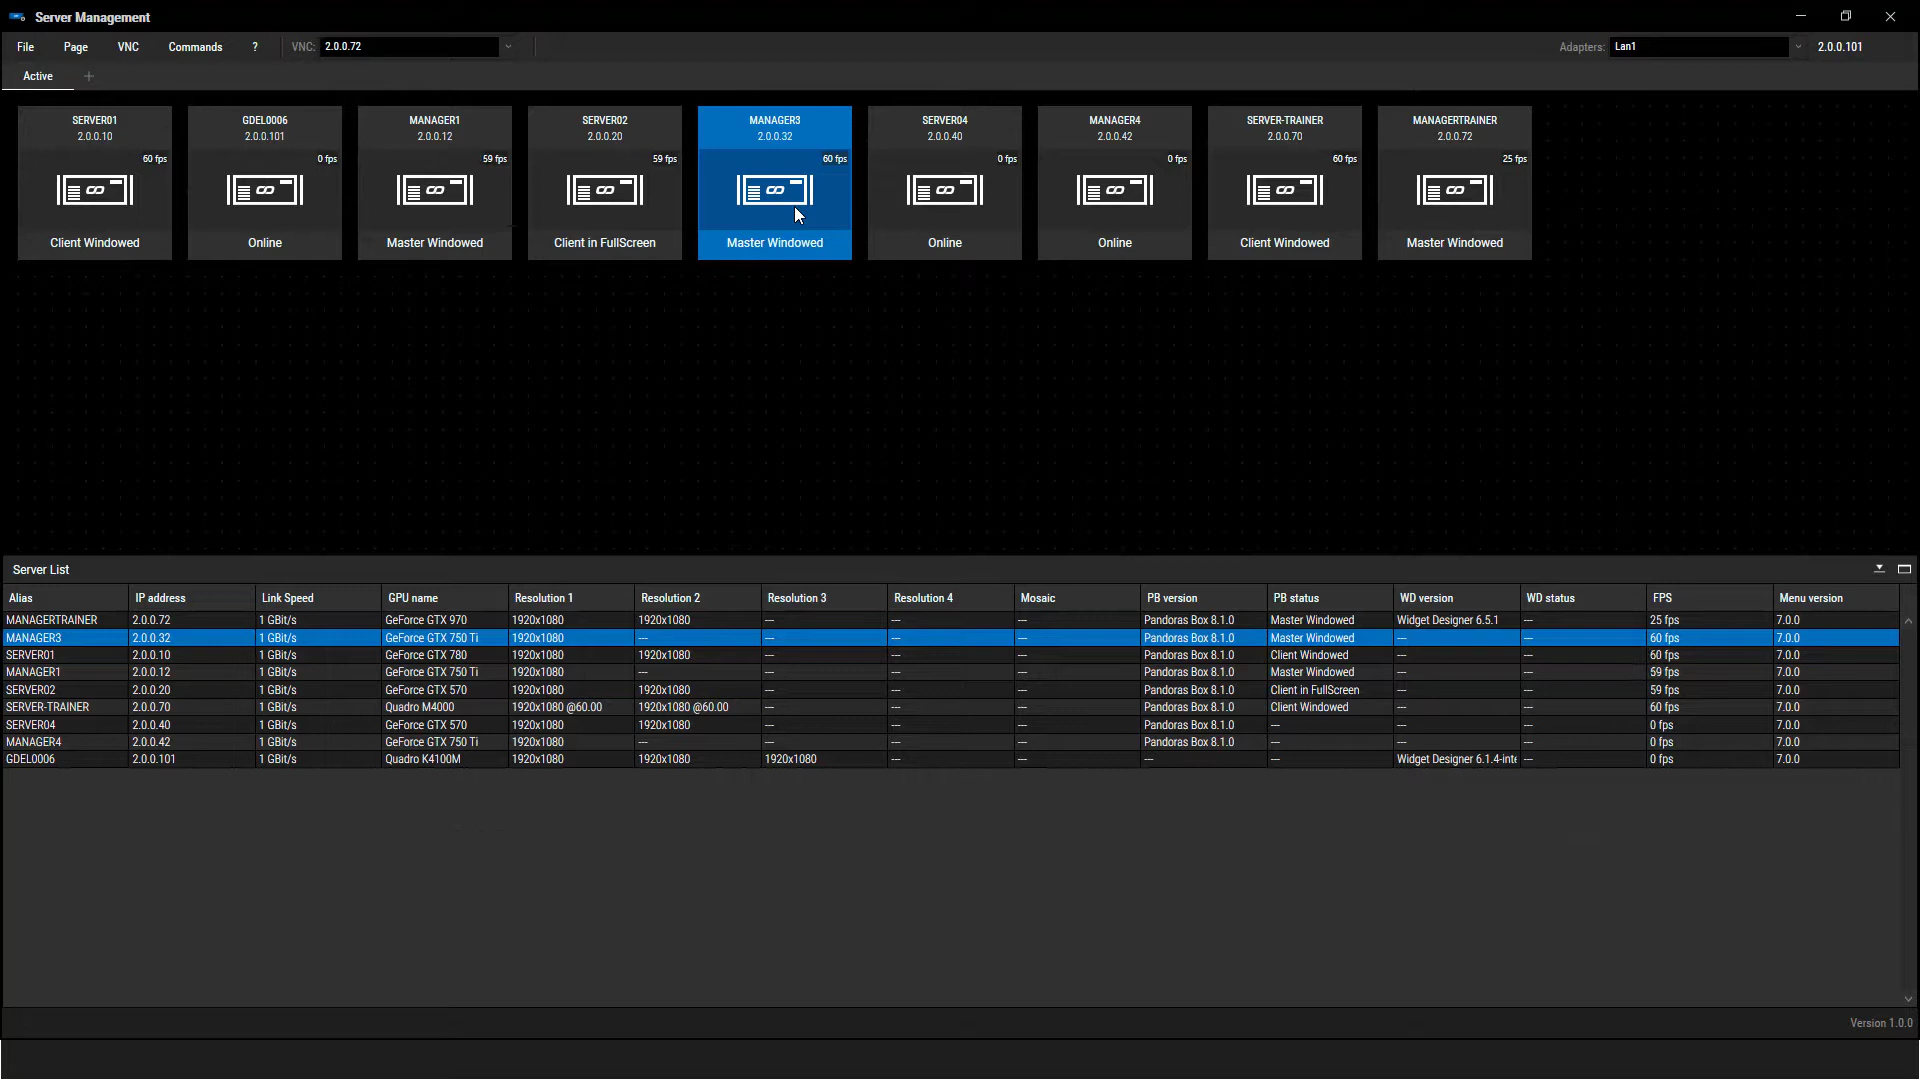 Server Management
File Page VNC Commands ? VNC: 2.0.0.72 Adapters: Lan1 2.0.0.101
Active +
SERVER01 GDEL0006 MANAGER1 SERVER02 MANAGER3 SERVER04 MANAGER4 SERVER-TRAINER MANAGERTRAINER
2.0.0.10 2.0.0.101 2.0.0.12 2.0.0.20 2.0.0.32 2.0.0.40 2.0.0.42 2.0.0.70 2.0.0.72
60 fps 0 fps 59 fps 59 fps 60 fps 0 fps 0 fps 60 fps 25 fps
Client Windowed Online Master Windowed Client in FullScreen Master Windowed Online Online Client Windowed Master Windowed
Server List
Alias IP address Link Speed GPU name Resolution 1 Resolution 2 Resolution 3 Resolution 4 Mosaic PB version PB status WD version WD status FPS Menu version
MANAGERTRAINER 2.0.0.72 1 GBit/s GeForce GTX 970 1920x1080 1920x1080 --- --- --- Pandoras Box 8.1.0 Master Windowed Widget Designer 6.5.1 --- 25 fps 7.0.0
MANAGER3 2.0.0.32 1 GBit/s GeForce GTX 750 Ti 1920x1080 --- --- --- --- Pandoras Box 8.1.0 Master Windowed --- --- 60 fps 7.0.0
SERVER01 2.0.0.10 1 GBit/s GeForce GTX 780 1920x1080 1920x1080 --- --- --- Pandoras Box 8.1.0 Client Windowed --- --- 60 fps 7.0.0
MANAGER1 2.0.0.12 1 GBit/s GeForce GTX 750 Ti 1920x1080 --- --- --- --- Pandoras Box 8.1.0 Master Windowed --- --- 59 fps 7.0.0
SERVER02 2.0.0.20 1 GBit/s GeForce GTX 570 1920x1080 1920x1080 --- --- --- Pandoras Box 8.1.0 Client in FullScreen --- --- 59 fps 7.0.0
SERVER-TRAINER 2.0.0.70 1 GBit/s Quadro M4000 1920x1080 @60.00 1920x1080 @60.00 --- --- --- Pandoras Box 8.1.0 Client Windowed --- --- 60 fps 7.0.0
SERVER04 2.0.0.40 1 GBit/s GeForce GTX 570 1920x1080 1920x1080 --- --- --- Pandoras Box 8.1.0 --- --- --- 0 fps 7.0.0
MANAGER4 2.0.0.42 1 GBit/s GeForce GTX 750 Ti 1920x1080 --- --- --- --- Pandoras Box 8.1.0 --- --- --- 0 fps 7.0.0
GDEL0006 2.0.0.101 1 GBit/s Quadro K4100M 1920x1080 1920x1080 1920x1080 --- --- --- --- Widget Designer 6.1.4-inte --- 0 fps 7.0.0
Version 1.0.0